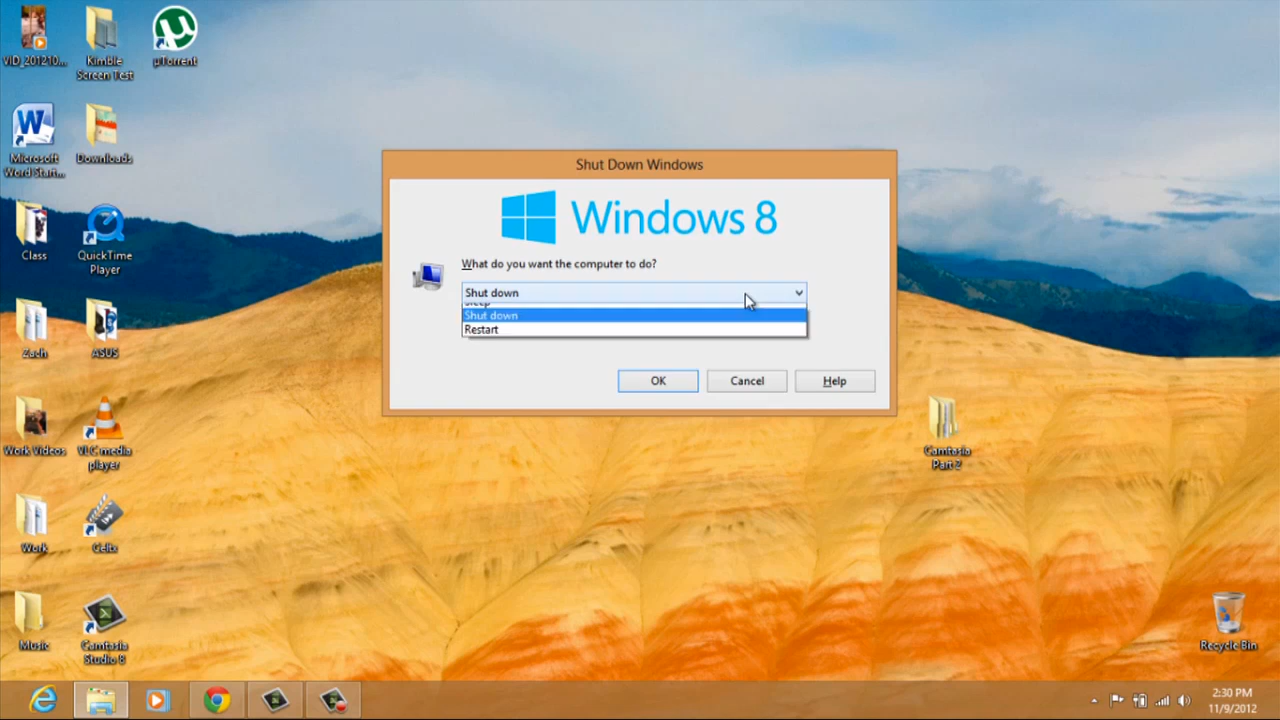 VID_201210...
Kimble
Screen Test
µTorrent
Microsoft
Word Start...
Downloads
Class
QuickTime
Player
Zach
ASUS
Work Videos
VLC media
player
Work
Celtx
Music
Camtasia
Studio 8
Shut Down Windows
Windows 8
What do you want the computer to do?
Shut down
Sleep
Shut down
Restart
OK
Cancel
Help
Camtasia
Part 2
Recycle Bin
2:30 PM
11/9/2012